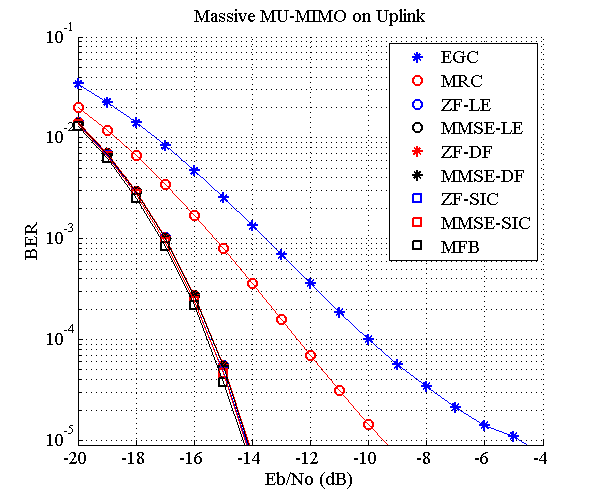 Massive MU-MIMO on Uplink
10^-1
10^-2
10^-3
10^-4
10^-5
BER
EGC
MRC
ZF-LE
MMSE-LE
ZF-DF
MMSE-DF
ZF-SIC
MMSE-SIC
MFB
-20 -18 -16 -14 -12 -10 -8 -6 -4
Eb/No (dB)